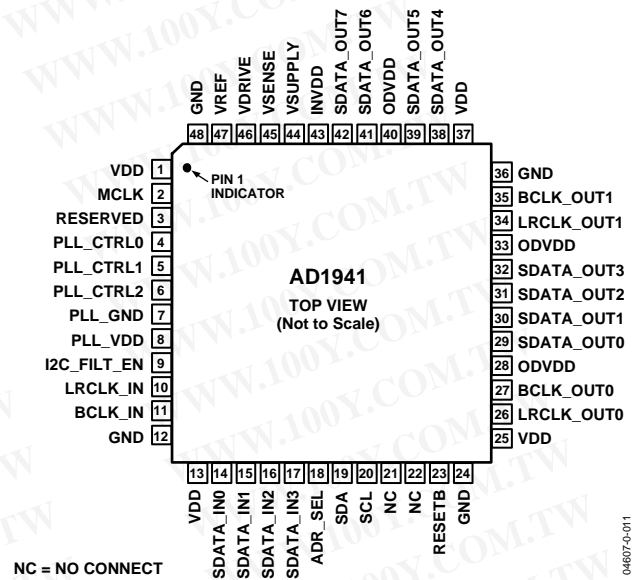 GND
VREF
VDRIVE
VSENSE
VSUPPLY
INVDD
SDATA_OUT7
SDATA_OUT6
ODVDD
SDATA_OUT5
SDATA_OUT4
VDD
48 47 46 45 44 43 42 41 40 39 38 37
VDD 1
MCLK 2
RESERVED 3
PLL_CTRL0 4
PLL_CTRL1 5
PLL_CTRL2 6
PLL_GND 7
PLL_VDD 8
I2C_FILT_EN 9
LRCLK_IN 10
BCLK_IN 11
GND 12
PIN 1
INDICATOR
AD1941
TOP VIEW
(Not to Scale)
36 GND
35 BCLK_OUT1
34 LRCLK_OUT1
33 ODVDD
32 SDATA_OUT3
31 SDATA_OUT2
30 SDATA_OUT1
29 SDATA_OUT0
28 ODVDD
27 BCLK_OUT0
26 LRCLK_OUT0
25 VDD
13 14 15 16 17 18 19 20 21 22 23 24
VDD
SDATA_IN0
SDATA_IN1
SDATA_IN2
SDATA_IN3
ADR_SEL
SDA
SCL
NC
NC
RESETB
GND
NC = NO CONNECT
04607-0-011
WWW.100Y.COM.TW